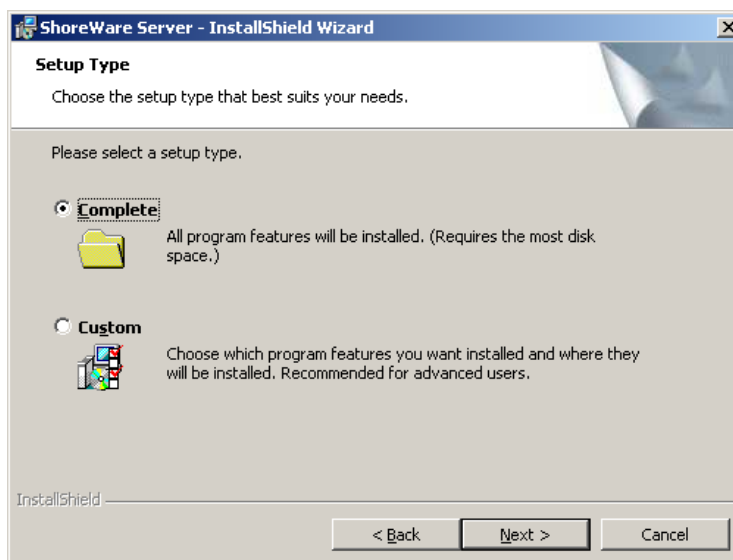 ShoreWare Server - InstallShield Wizard
Setup Type
Choose the setup type that best suits your needs.
Please select a setup type.
Complete
All program features will be installed. (Requires the most disk
space.)
Custom
Choose which program features you want installed and where they
will be installed. Recommended for advanced users.
InstallShield
< Back
Next >
Cancel